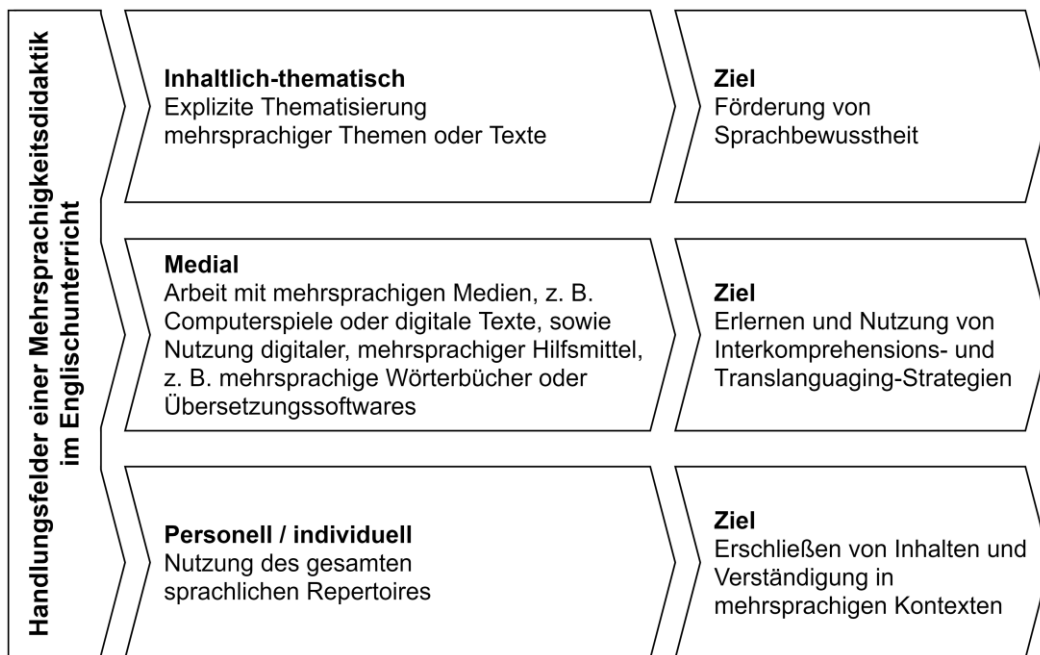 Handlungsfelder einer Mehrsprachigkeitsdidaktik
im Englischunterricht
Inhaltlich-thematisch
Explizite Thematisierung
mehrsprachiger Themen oder Texte
Ziel
Förderung von
Sprachbewusstheit
Medial
Arbeit mit mehrsprachigen Medien, z. B.
Computerspiele oder digitale Texte, sowie
Nutzung digitaler, mehrsprachiger Hilfsmittel,
z. B. mehrsprachige Wörterbücher oder
Übersetzungssoftwares
Ziel
Erlernen und Nutzung von
Interkomprehensions- und
Translanguaging-Strategien
Personell / individuell
Nutzung des gesamten
sprachlichen Repertoires
Ziel
Erschließen von Inhalten und
Verständigung in
mehrsprachigen Kontexten